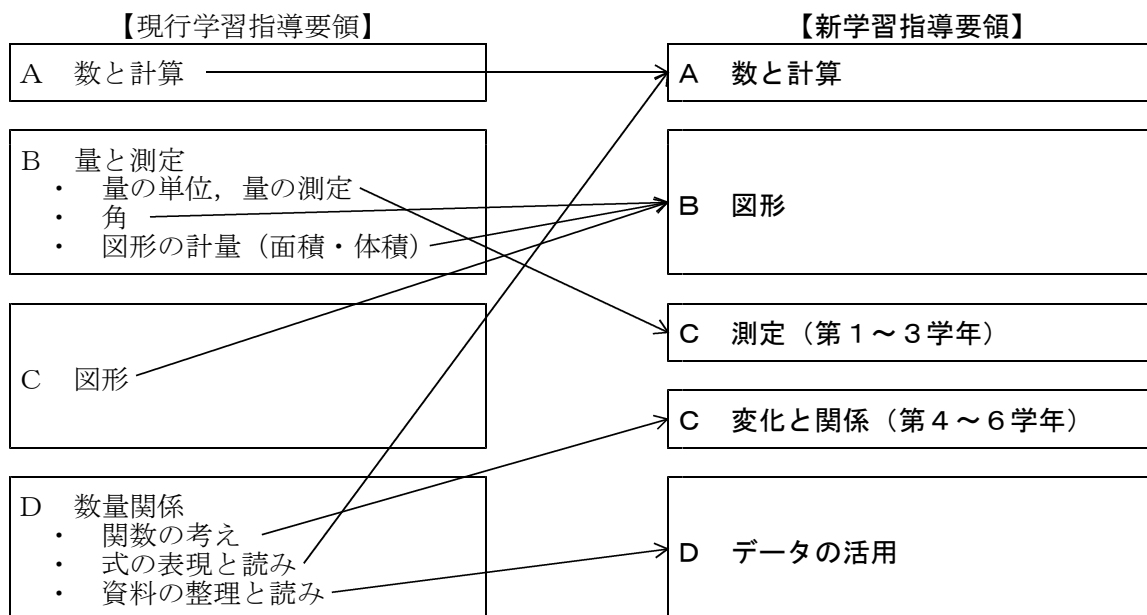 【現行学習指導要領】
A 数と計算
B 量と測定
・ 量の単位，量の測定
・ 角
・ 図形の計量（面積・体積）
C 図形
D 数量関係
・ 関数の考え
・ 式の表現と読み
・ 資料の整理と読み
【新学習指導要領】
Ａ 数と計算
Ｂ 図形
Ｃ 測定（第１～３学年）
Ｃ 変化と関係（第４～６学年）
Ｄ データの活用